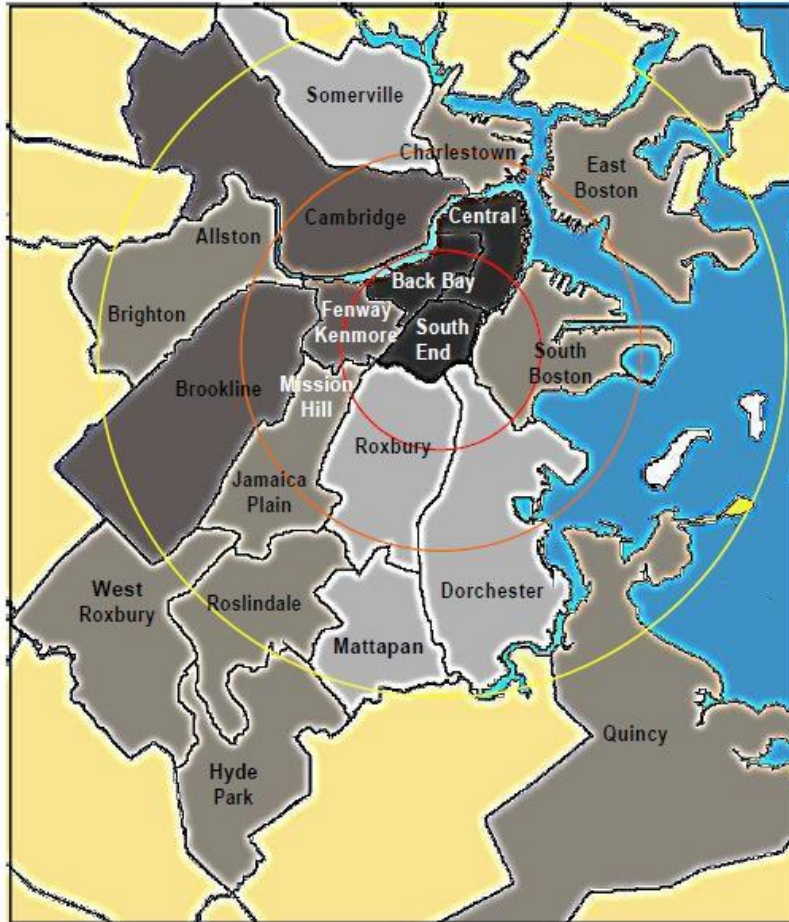 Somerville
Charlestown
East
Boston
Cambridge
Central
Allston
Back Bay
Brighton
Fenway
Kenmore
South
End
South
Boston
Brookline
Mission
Hill
Roxbury
Jamaica
Plain
West
Roxbury
Roslindale
Dorchester
Mattapan
Quincy
Hyde
Park